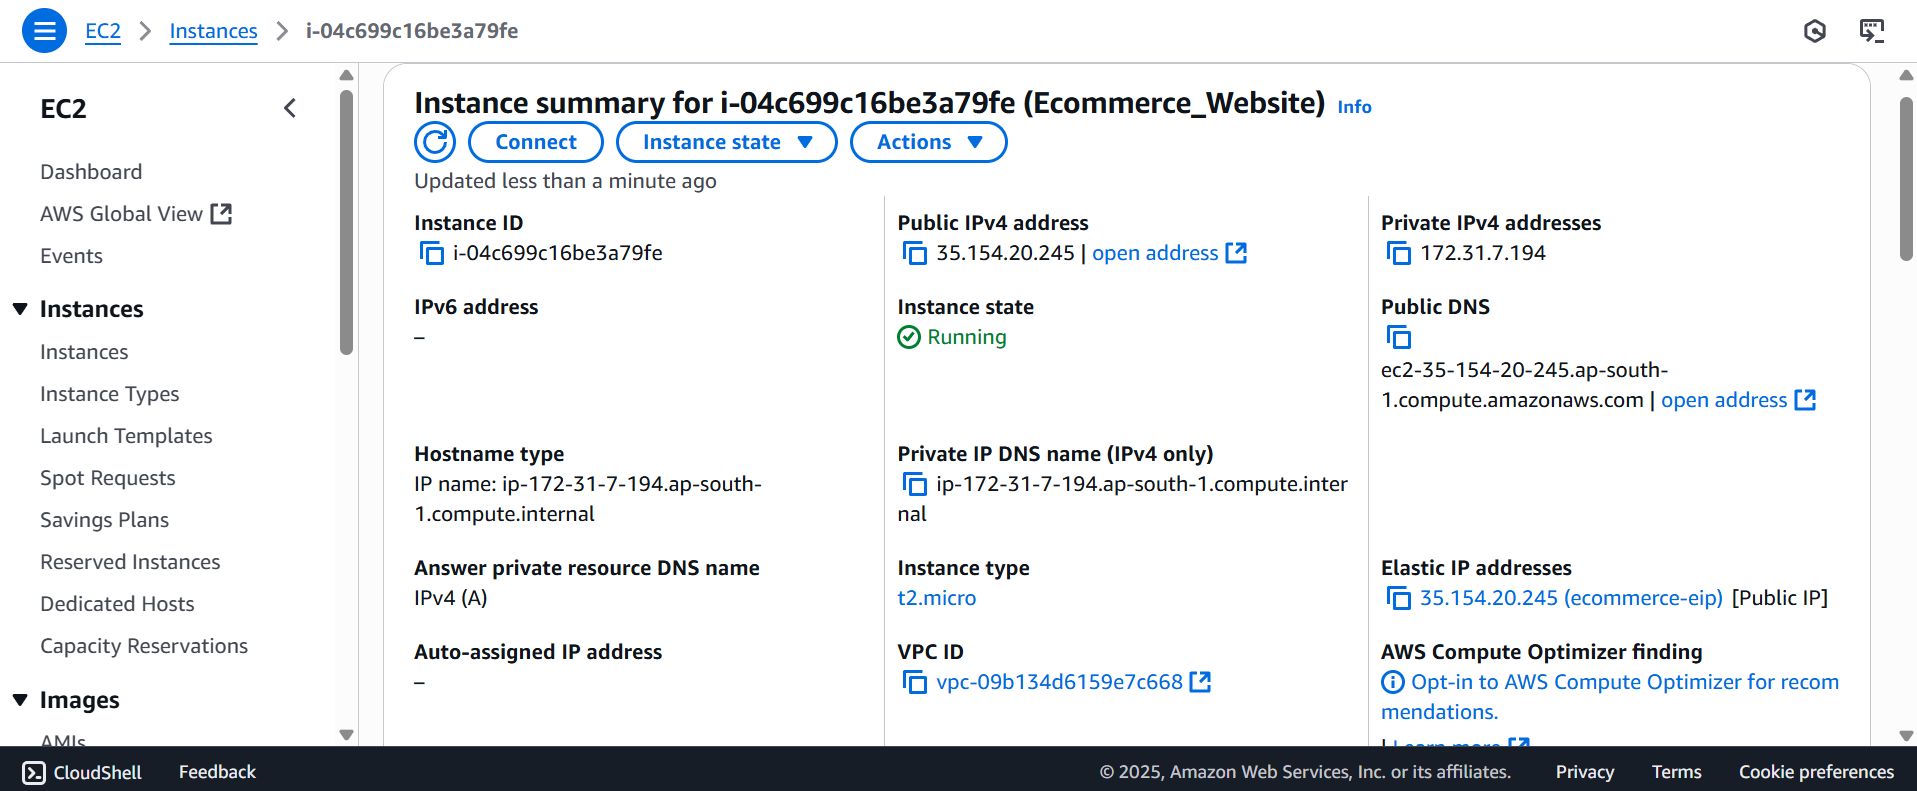 EC2 > Instances > i-04c699c16be3a79fe
EC2
Dashboard
AWS Global View
Events
Instances
Instances
Instance Types
Launch Templates
Spot Requests
Savings Plans
Reserved Instances
Dedicated Hosts
Capacity Reservations
Images
AMIs
Instance summary for i-04c699c16be3a79fe (Ecommerce_Website) Info
Connect Instance state Actions
Updated less than a minute ago
Instance ID
i-04c699c16be3a79fe
Public IPv4 address
35.154.20.245 | open address
Private IPv4 addresses
172.31.7.194
IPv6 address
–
Instance state
Running
Public DNS
ec2-35-154-20-245.ap-south-
1.compute.amazonaws.com | open address
Hostname type
IP name: ip-172-31-7-194.ap-south-
1.compute.internal
Private IP DNS name (IPv4 only)
ip-172-31-7-194.ap-south-1.compute.inter
nal
Answer private resource DNS name
IPv4 (A)
Instance type
t2.micro
Elastic IP addresses
35.154.20.245 (ecommerce-eip) [Public IP]
Auto-assigned IP address
–
VPC ID
vpc-09b134d6159e7c668
AWS Compute Optimizer finding
Opt-in to AWS Compute Optimizer for recom
mendations.
| Learn more
CloudShell Feedback © 2025, Amazon Web Services, Inc. or its affiliates. Privacy Terms Cookie preferences